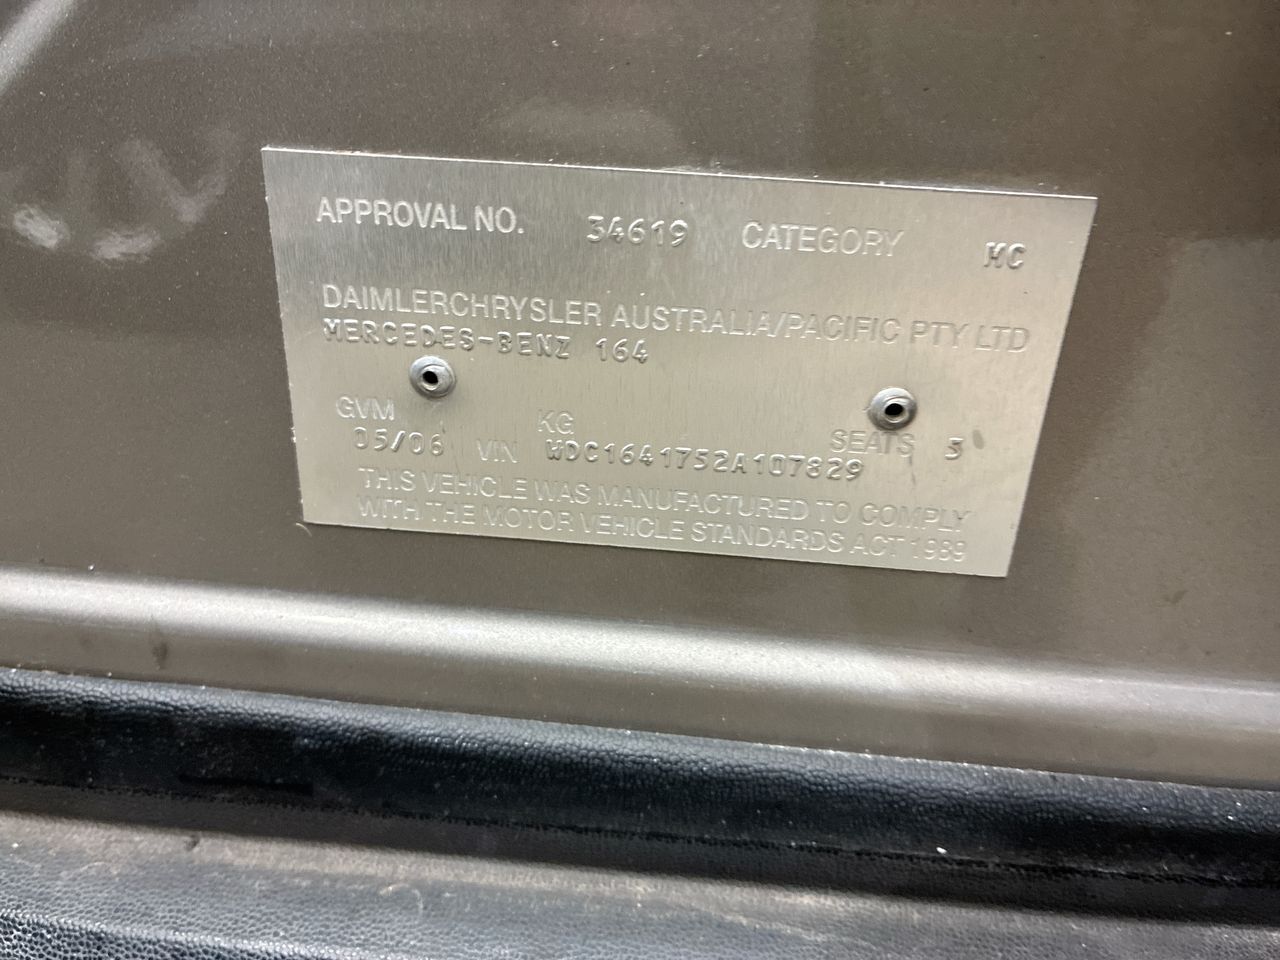 APPROVAL NO. 34619 CATEGORY MC
DAIMLERCHRYSLER AUSTRALIA/PACIFIC PTY LTD
MERCEDES-BENZ 164
GVM KG SEATS 5
05/06 VIN WDC1641752A107829
THIS VEHICLE WAS MANUFACTURED TO COMPLY
WITH THE MOTOR VEHICLE STANDARDS ACT 1989